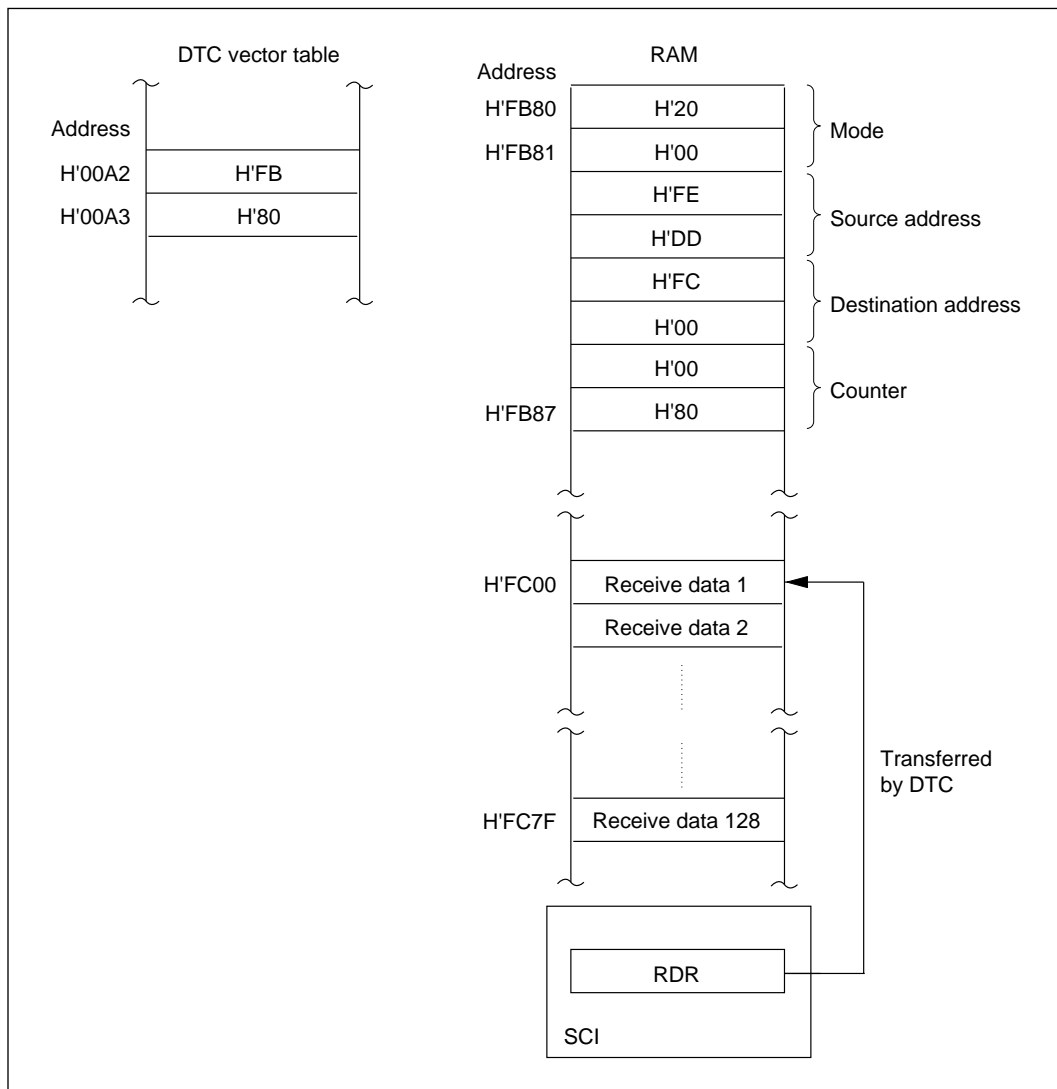 DTC vector table
Address
H'00A2 H'FB
H'00A3 H'80
RAM
Address
H'FB80 H'20
H'FB81 H'00
Mode
H'FE
H'DD
Source address
H'FC
H'00
Destination address
H'00
H'FB87 H'80
Counter
H'FC00 Receive data 1
Receive data 2
H'FC7F Receive data 128
Transferred
by DTC
RDR
SCI